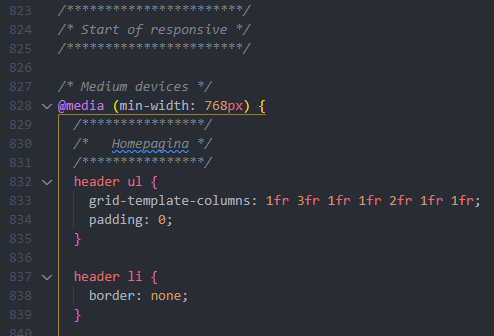 823 /***********************/
824 /* Start of responsive */
825 /***********************/
826
827 /* Medium devices */
828 @media (min-width: 768px) {
829 /****************/
830 /*   Homepagina */
831 /****************/
832 header ul {
833 grid-template-columns: 1fr 3fr 1fr 1fr 2fr 1fr 1fr;
834 padding: 0;
835 }
836
837 header li {
838 border: none;
839 }
840